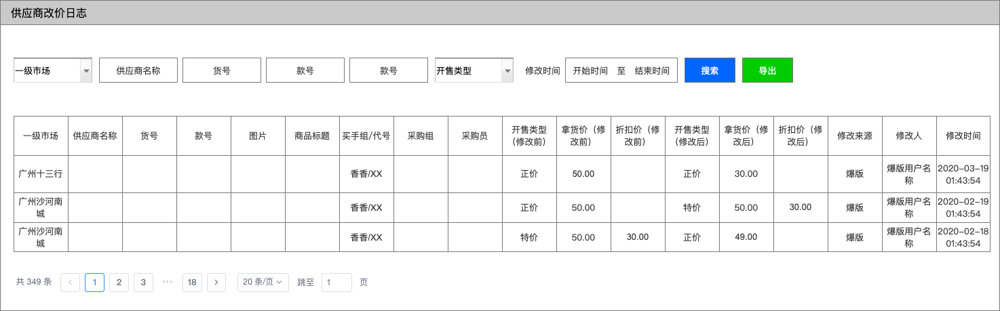 供应商改价日志
一级市场 供应商名称 货号 款号 款号 开售类型 修改时间 开始时间 至 结束时间 搜索 导出
一级市场 供应商名称 货号 款号 图片 商品标题 买手组/代号 采购组 采购员 开售类型 拿货价（修 折扣价（修 开售类型 拿货价（修 折扣价（修 修改来源 修改人 修改时间
(修改前) 改前) 改前) (修改后) 改后) 改后)
广州十三行 香香/XX 正价 50.00 正价 30.00 爆版 爆版用户名 2020-03-19
称 01:43:54
广州沙河南 香香/XX 正价 50.00 特价 50.00 30.00 爆版 爆版用户名 2020-02-19
城 称 01:43:54
广州沙河南 香香/XX 特价 50.00 30.00 正价 49.00 爆版 爆版用户名 2020-02-18
城 称 01:43:54
共 349 条 < 1 2 3 ••• 18 > 20 条/页 跳至 1 页